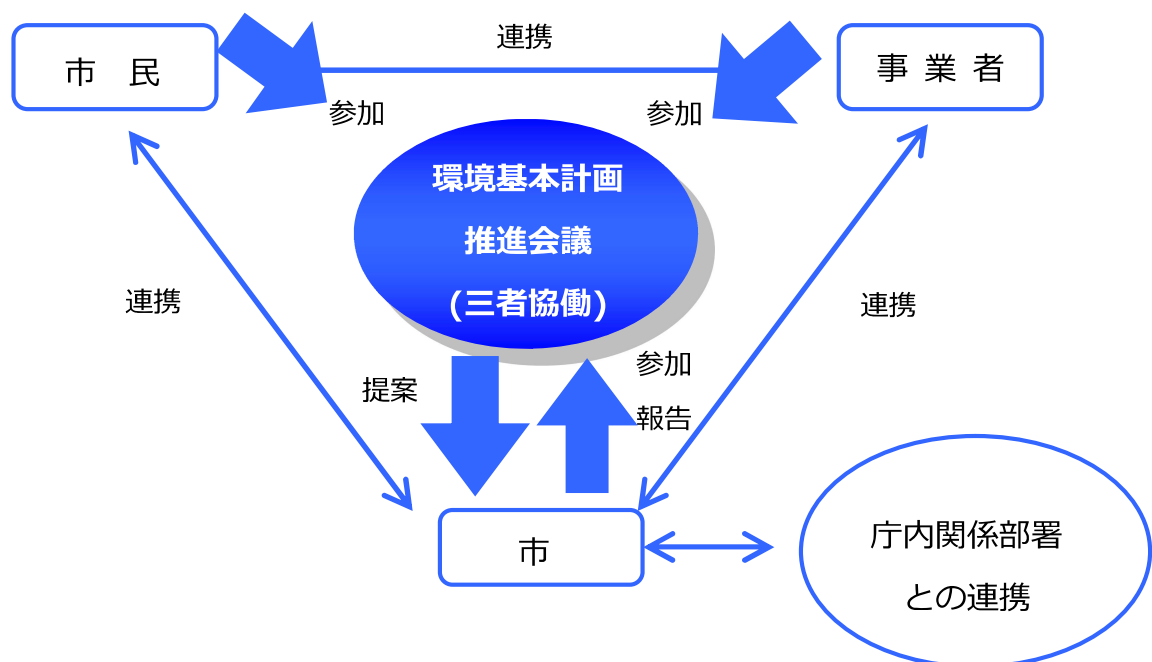 連携
市　民
事 業 者
参加
参加
環境基本計画
推進会議
(三者協働)
連携
連携
提案
参加
報告
市
庁内関係部署
との連携